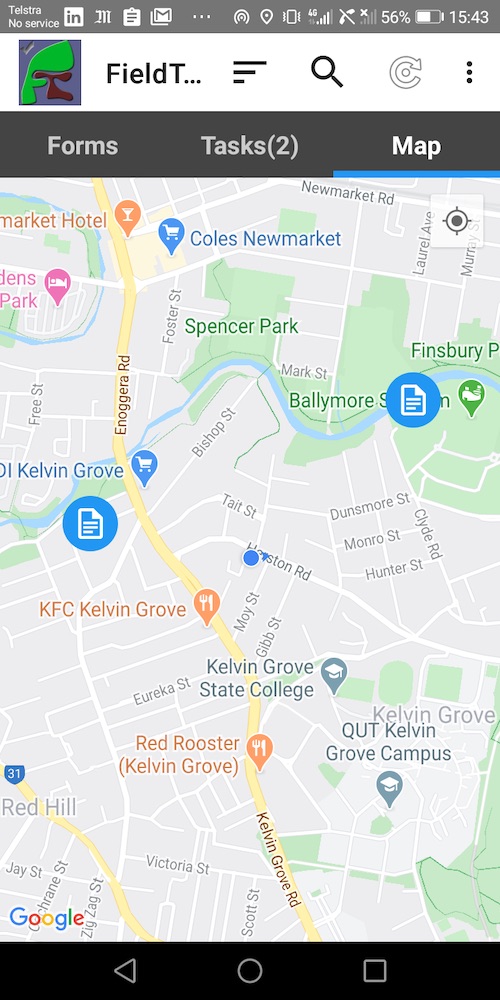 Telstra
No service
56%
15:43
FieldT...
Forms
Tasks(2)
Map
Newmarket Rd
market Hotel
Coles Newmarket
Laurel Ave
Murray St
dens
Park
Foster St
Spencer Park
Finsbury P
Mark St
Enoggera Rd
Free St
Ballymore S m
Bishop St
DI Kelvin Grove
Tait St
Dunsmore St
Clyde Rd
Monro St
Herston Rd
Hunter St
KFC Kelvin Grove
Moy St
Gibb St
Kelvin Grove
State College
Eureka St
Kelvin Grove
QUT Kelvin
Grove Campus
Red Rooster
(Kelvin Grove)
31
Red Hill
Kelvin Grove Rd
Victoria St
Jay St
Cochrane St
Zig Zag St
Scott St
Google